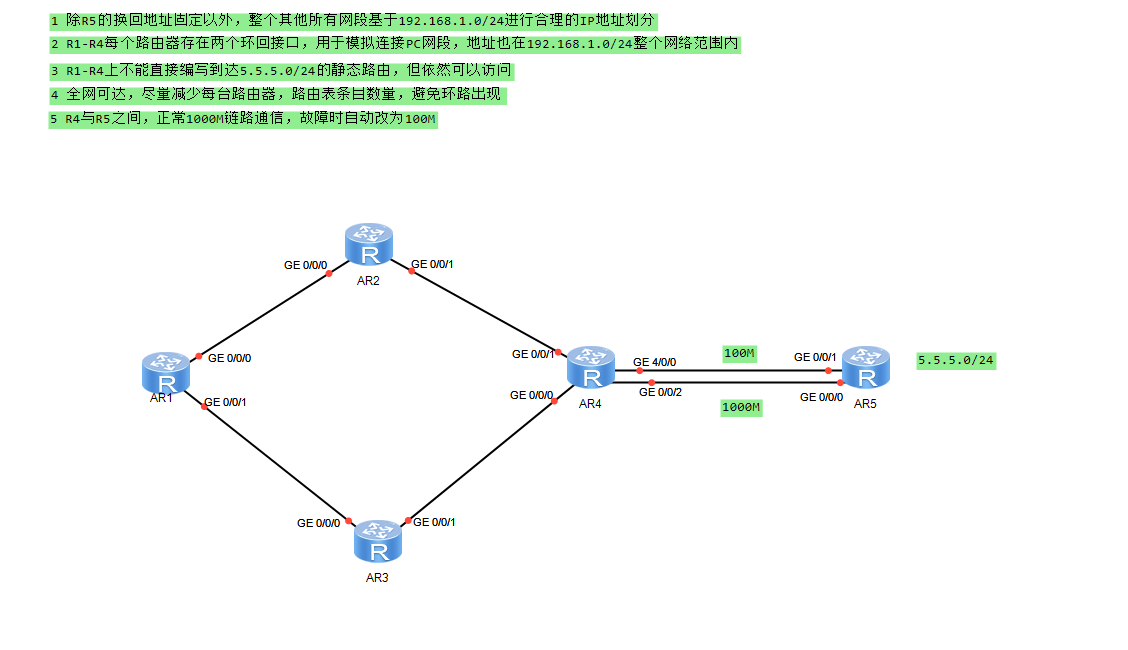 1 除R5的换回地址固定以外，整个其他所有网段基于192.168.1.0/24进行合理的IP地址划分
2 R1-R4每个路由器存在两个环回接口，用于模拟连接PC网段，地址也在192.168.1.0/24整个网络范围内
3 R1-R4上不能直接编写到达5.5.5.0/24的静态路由，但依然可以访问
4 全网可达，尽量减少每台路由器，路由表条目数量，避免环路出现
5 R4与R5之间，正常1000M链路通信，故障时自动改为100M
R
GE 0/0/0
GE 0/0/1
AR2
GE 0/0/0
R
AR1
GE 0/0/1
GE 0/0/1
R
GE 0/0/0
AR4
GE 4/0/0
100M
GE 0/0/1
GE 0/0/2
1000M
GE 0/0/0
R
AR5
5.5.5.0/24
GE 0/0/0
GE 0/0/1
R
AR3